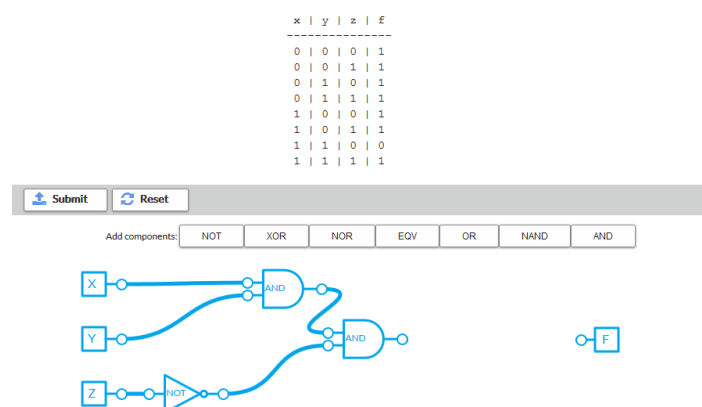 x | y | z | f
----------------
0 | 0 | 0 | 1
0 | 0 | 1 | 1
0 | 1 | 0 | 1
0 | 1 | 1 | 1
1 | 0 | 0 | 1
1 | 0 | 1 | 1
1 | 1 | 0 | 0
1 | 1 | 1 | 1
Submit Reset
Add components: NOT XOR NOR EQV OR NAND AND
X
AND
Y
AND
F
Z
NOT